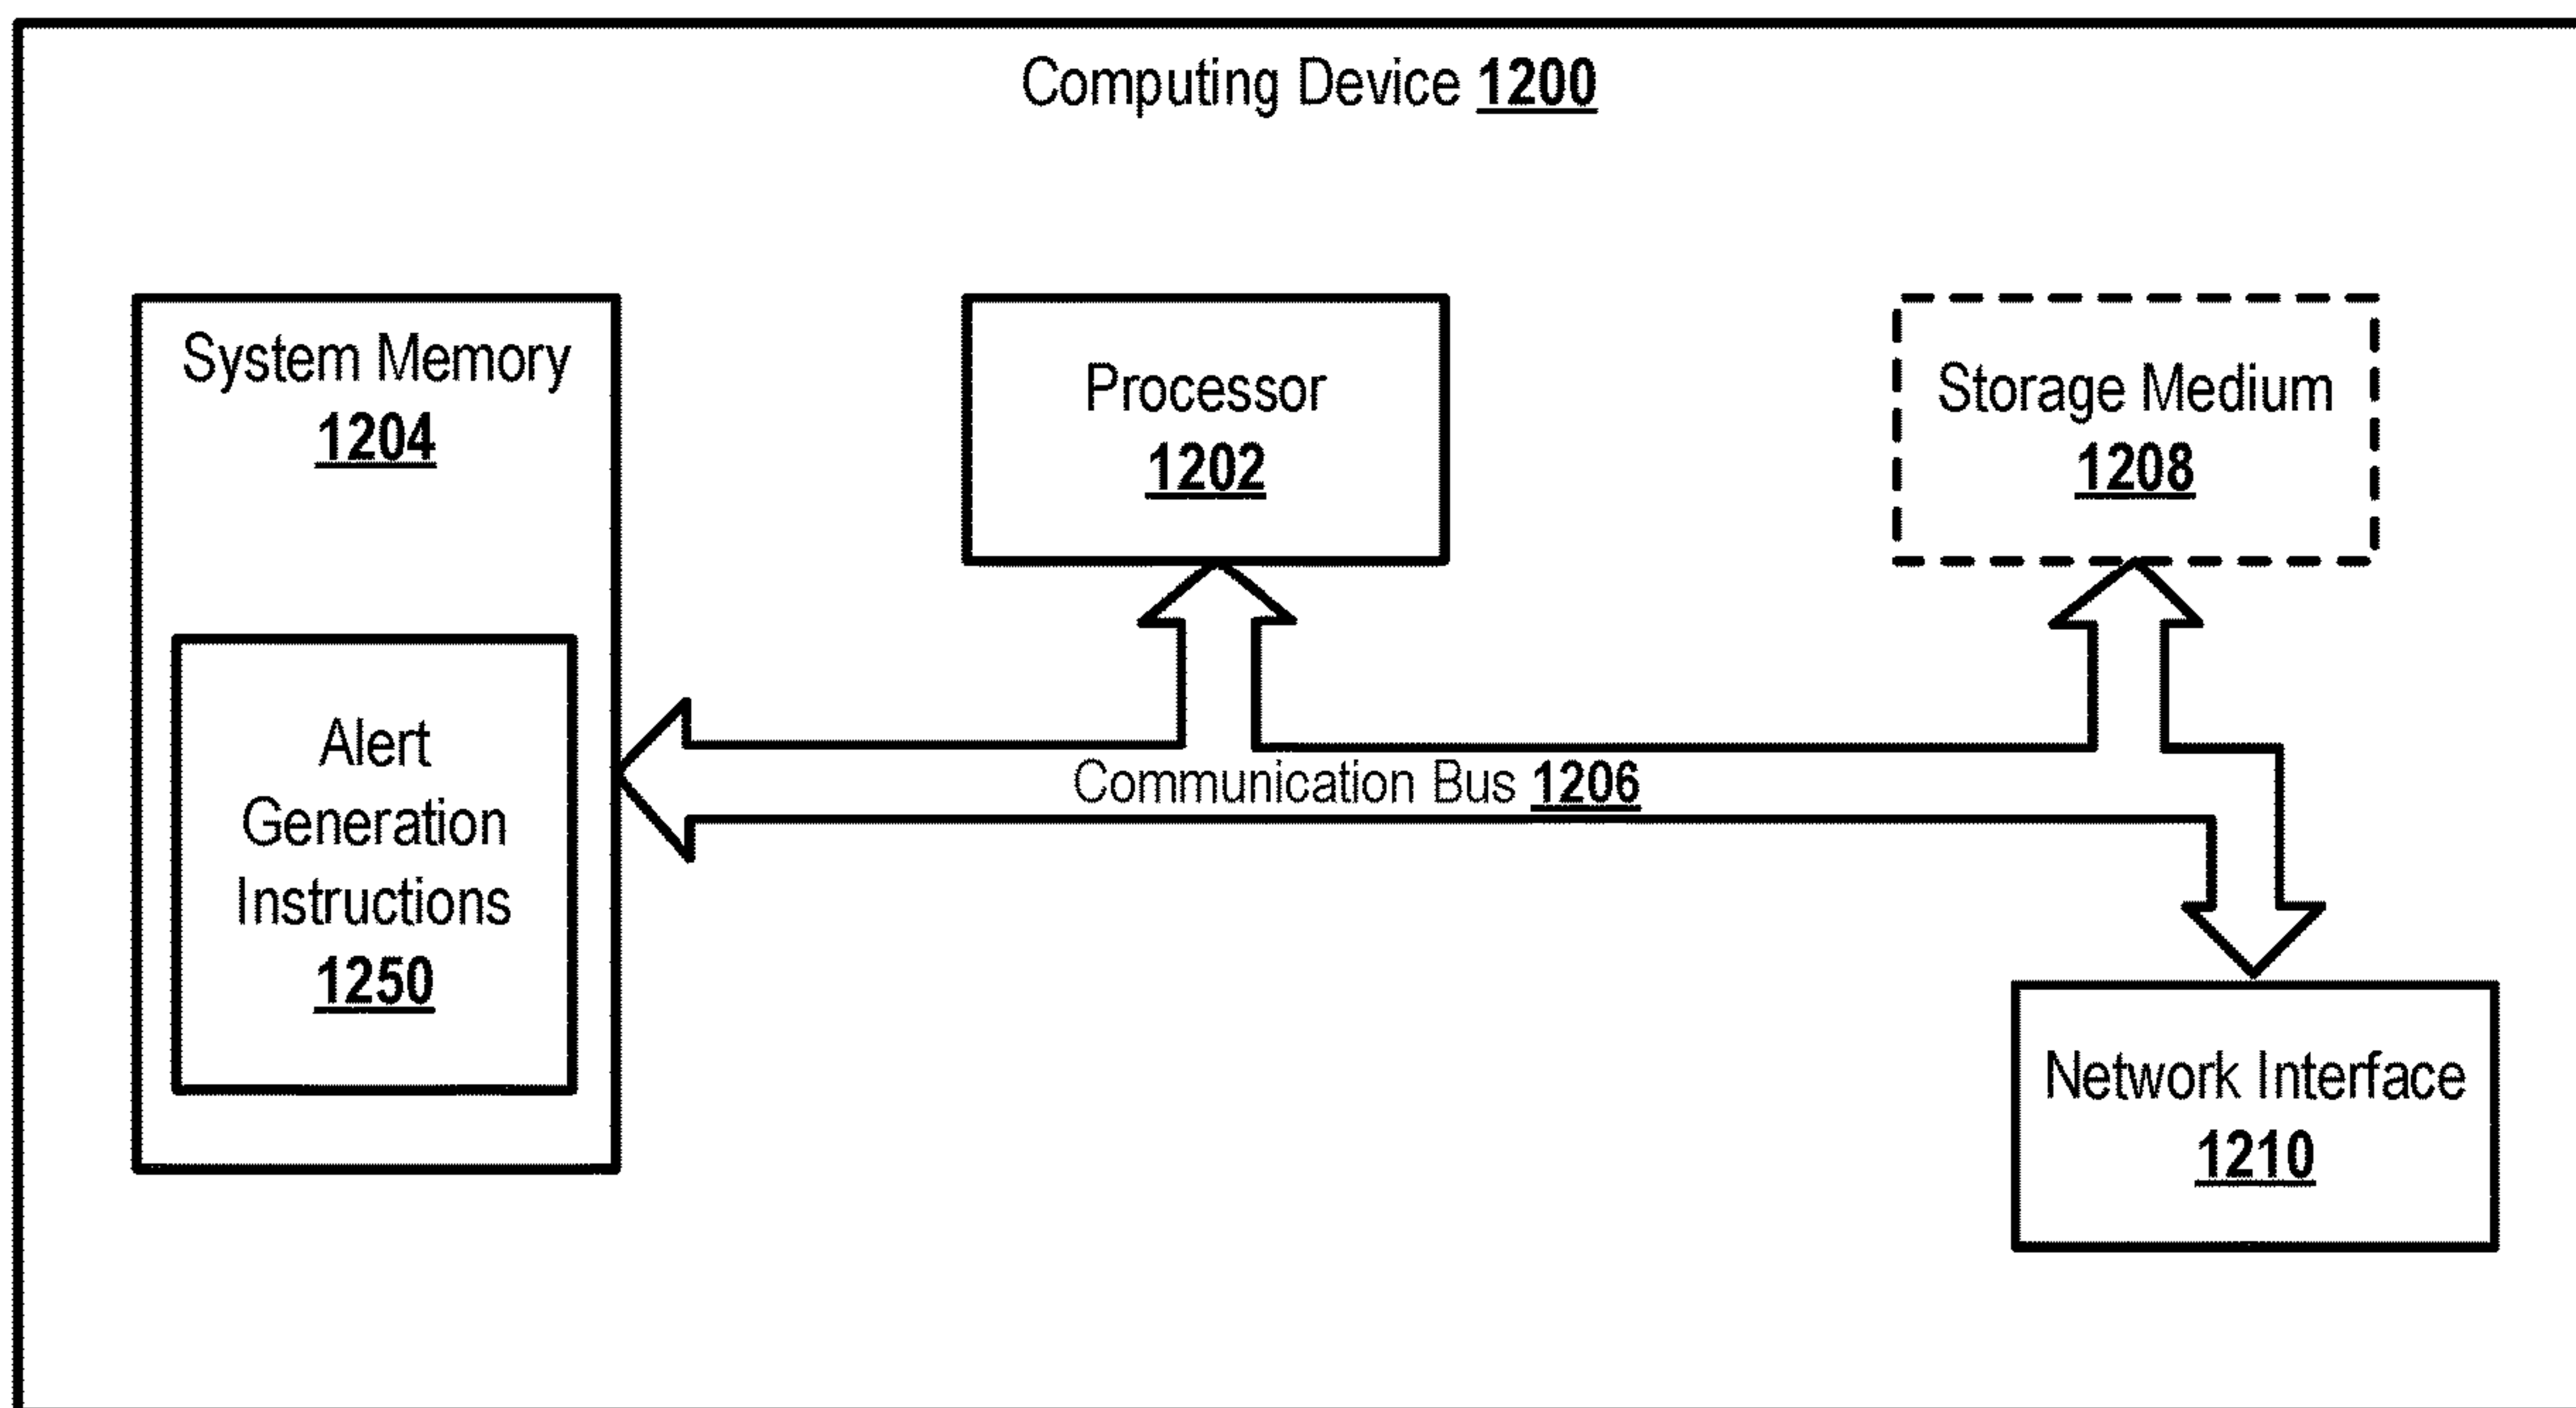 Computing Device 1200
System Memory
1204
Processor
1202
Storage Medium
1208
Alert
Generation
Instructions
1250
Communication Bus 1206
Network Interface
1210